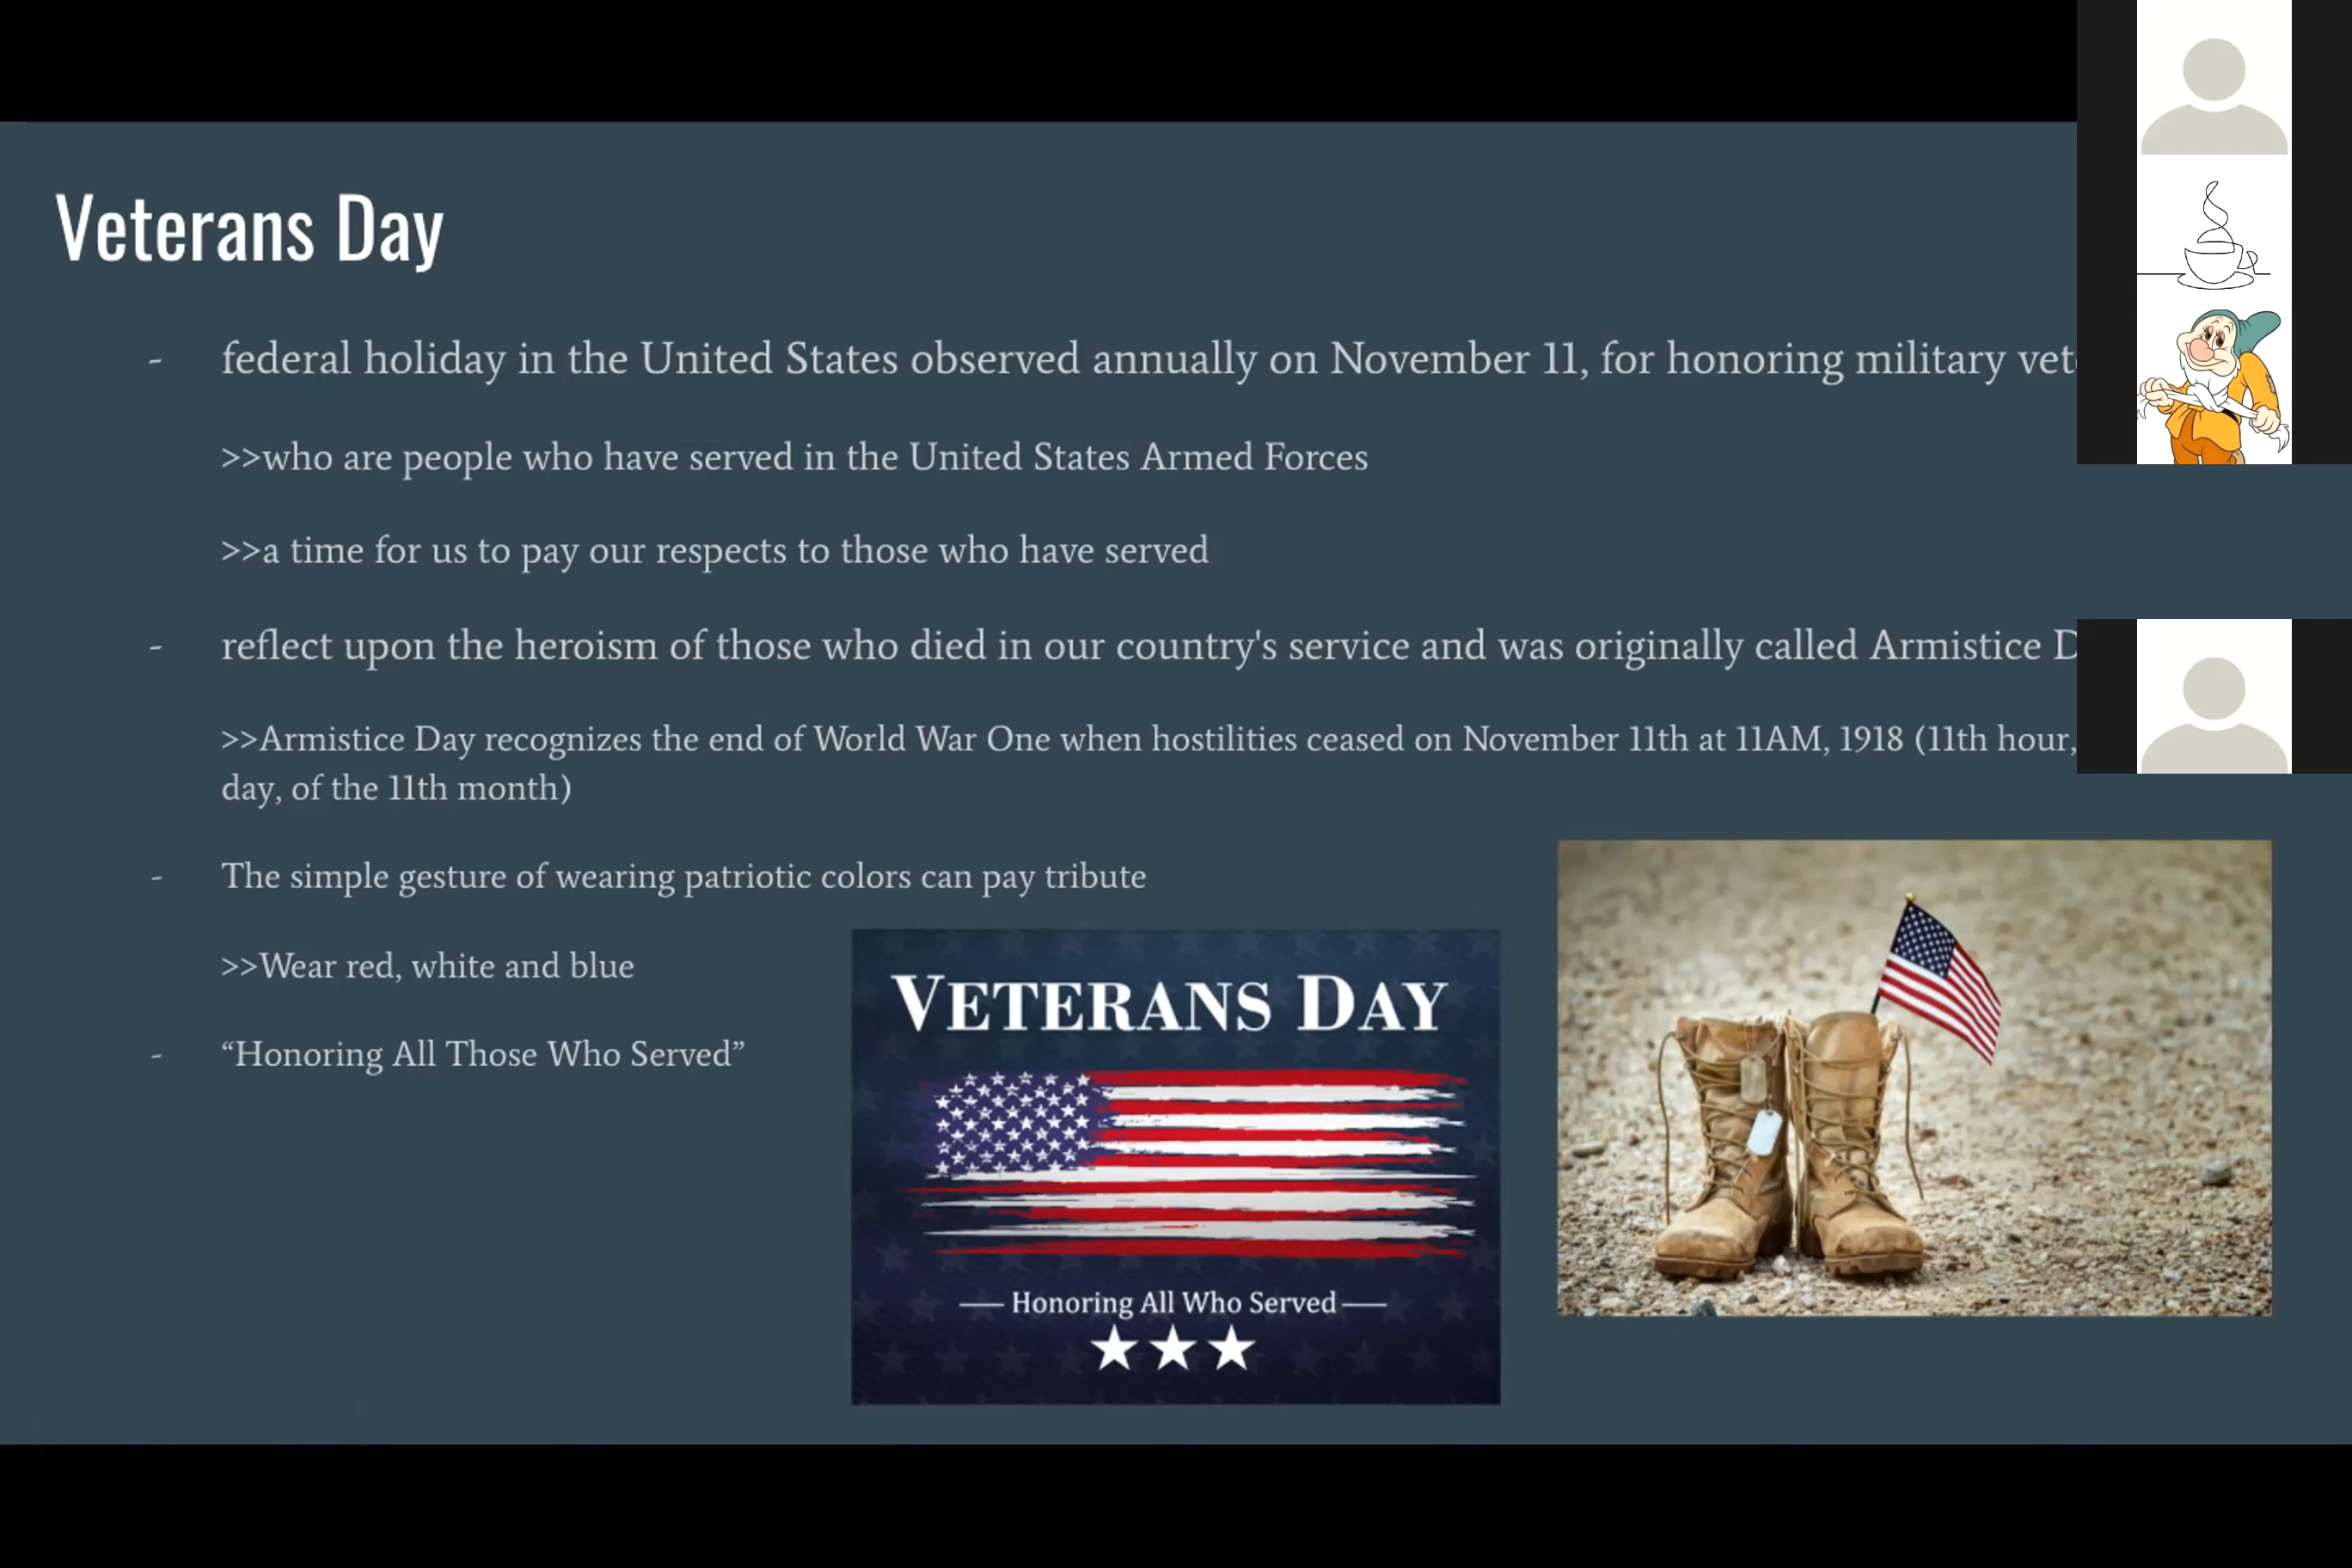 Veterans Day
- federal holiday in the United States observed annually on November 11, for honoring military
>>who are people who have served in the United States Armed Forces
>>a time for us to pay our respects to those who have served
- reflect upon the heroism of those who died in our country's service and was originally called Armistice
>>Armistice Day recognizes the end of World War One when hostilities ceased on November 11th at 11AM, 1918 (11th hour,
day, of the 11th month)
- The simple gesture of wearing patriotic colors can pay tribute
>>Wear red, white and blue
- “Honoring All Those Who Served”
VETERANS DAY
Honoring All Who Served